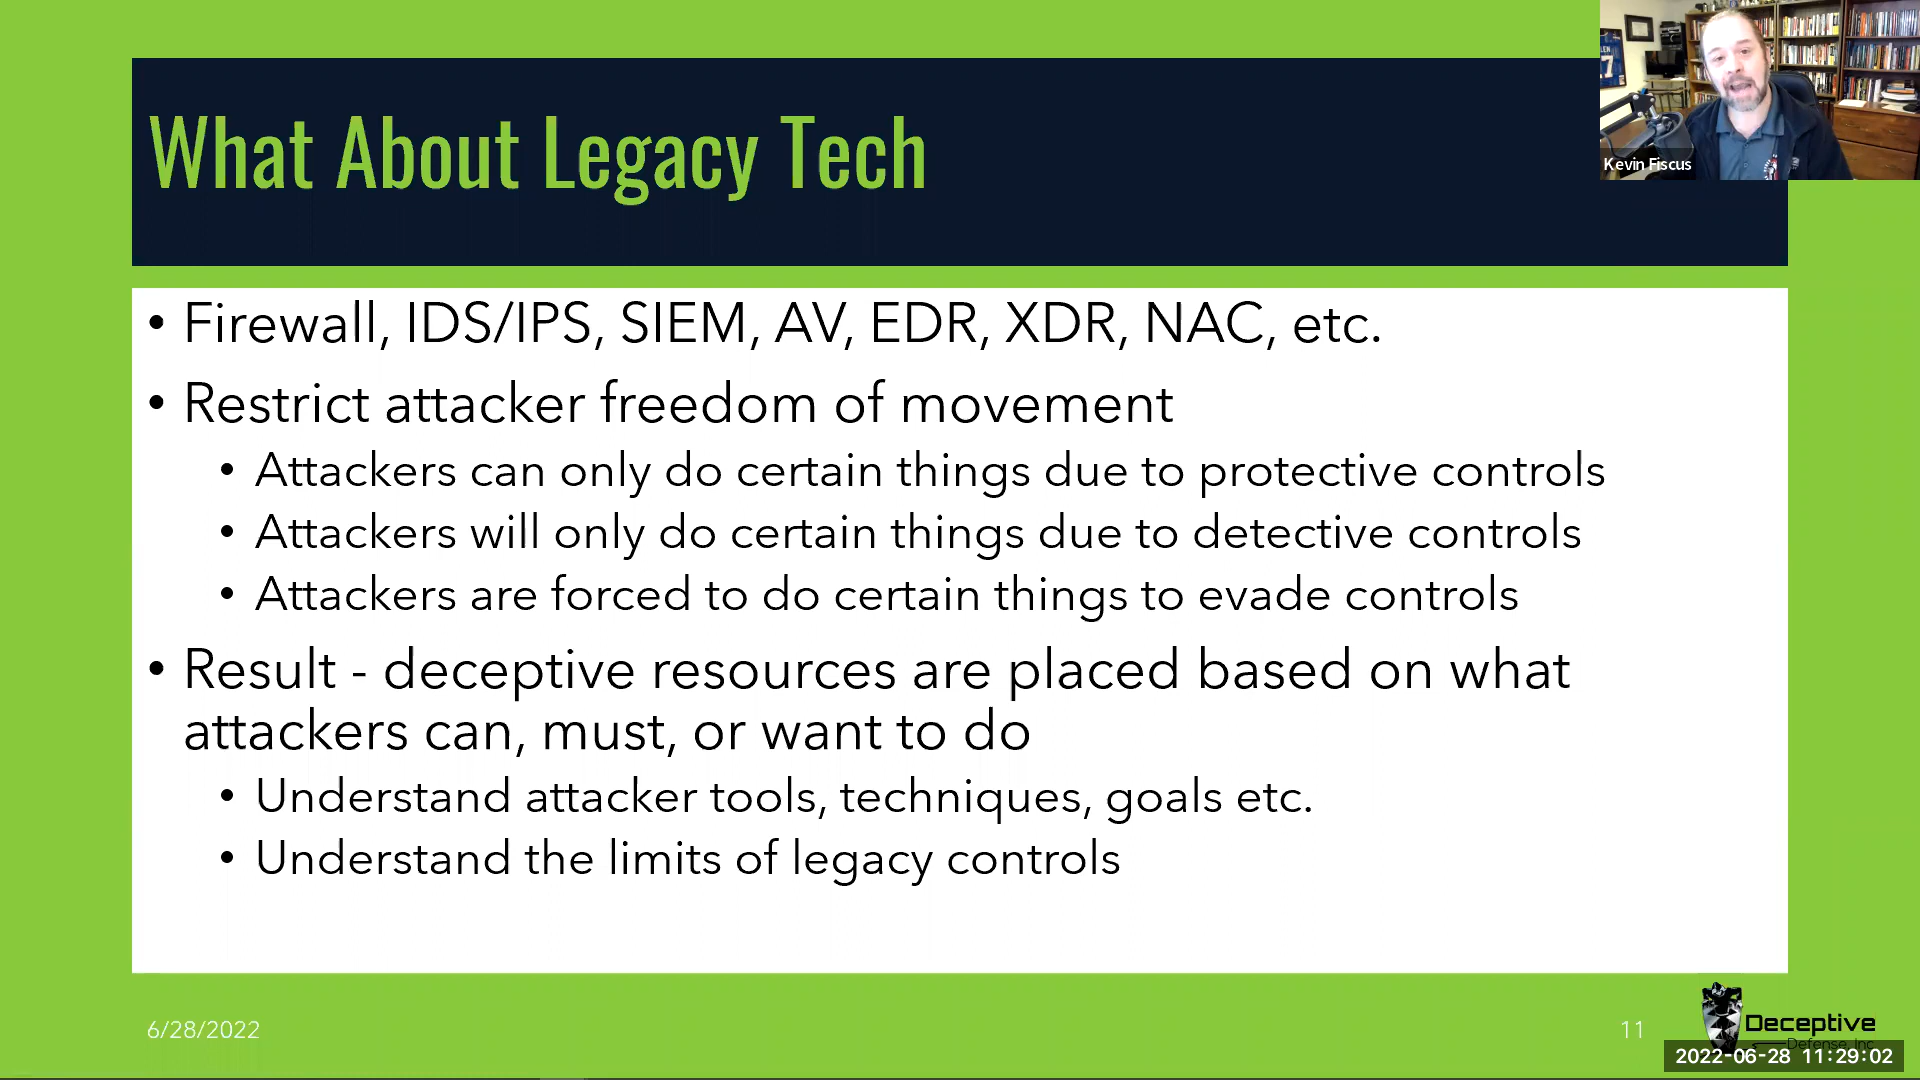 What About Legacy Tech
Kevin Fiscus
• Firewall, IDS/IPS, SIEM, AV, EDR, XDR, NAC, etc.
• Restrict attacker freedom of movement
• Attackers can only do certain things due to protective controls
• Attackers will only do certain things due to detective controls
• Attackers are forced to do certain things to evade controls
• Result - deceptive resources are placed based on what
attackers can, must, or want to do
• Understand attacker tools, techniques, goals etc.
• Understand the limits of legacy controls
6/28/2022
11
Deceptive
Defense, Inc
2022-06-28 11:29:02